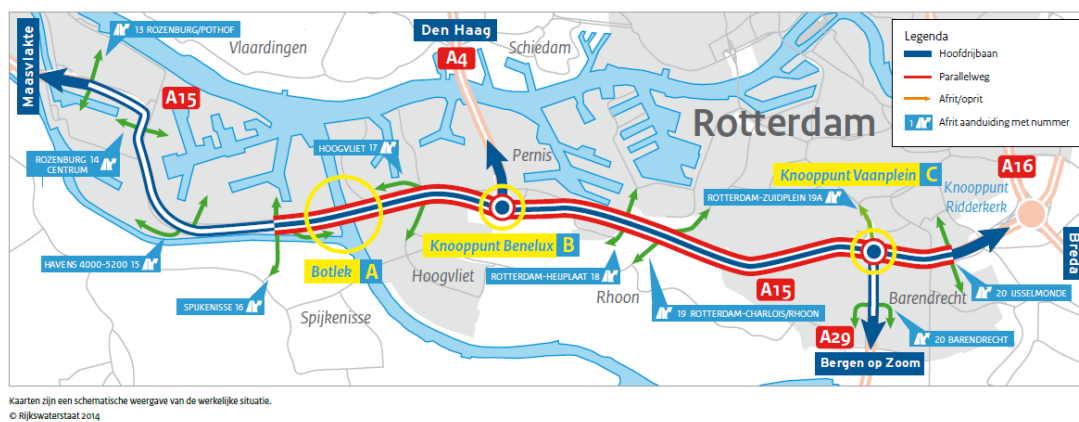 13 ROZENBURG/POTHOF
Maasvlakte
Vlaardingen
Den Haag
Schiedam
A4
A15
ROZENBURG 14
CENTRUM
HOOGVLIET 17
Pernis
Rotterdam
Legenda
Hoofdrijbaan
Parallelweg
Afrit/oprit
1 Afrit aanduiding met nummer
A16
Knooppunt Vaanplein C
Knooppunt
Ridderkerk
ROTTERDAM-ZUIDPLEIN 19A
Breda
HAVENS 4000-5200 15
Botlek A
Knooppunt Benelux B
Hoogvliet
ROTTERDAM-HEIJPLAAT 18
Rhoon
A15
Barendrecht
20 IJSSELMONDE
SPIJKENISSE 16
Spijkenisse
19 ROTTERDAM-CHARLOIS/RHOON
A29
20 BARENDRECHT
Bergen op Zoom
Kaarten zijn een schematische weergave van de werkelijke situatie.
© Rijkswaterstaat 2014